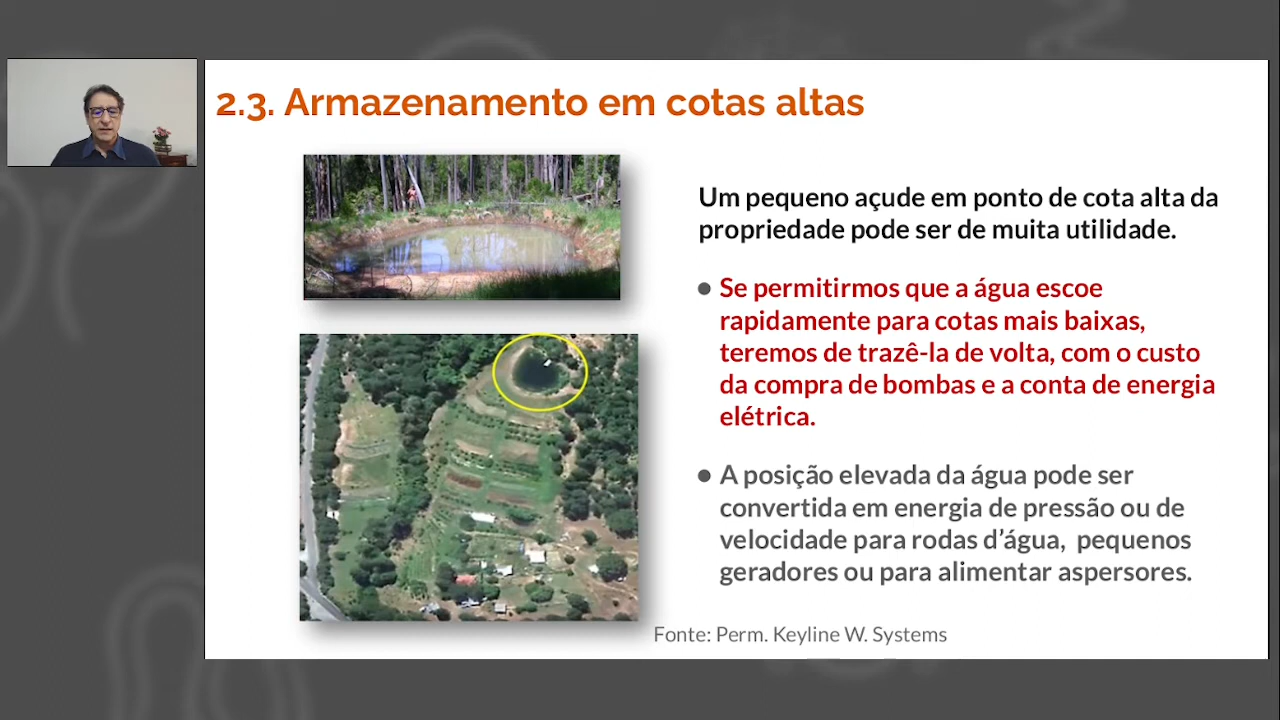 2.3. Armazenamento em cotas altas
Um pequeno açude em ponto de cota alta da
propriedade pode ser de muita utilidade.
● Se permitirmos que a água escoe
rapidamente para cotas mais baixas,
teremos de trazê-la de volta, com o custo
da compra de bombas e a conta de energia
elétrica.
● A posição elevada da água pode ser
convertida em energia de pressão ou de
velocidade para rodas d’água, pequenos
geradores ou para alimentar aspersores.
Fonte: Perm. Keyline W. Systems